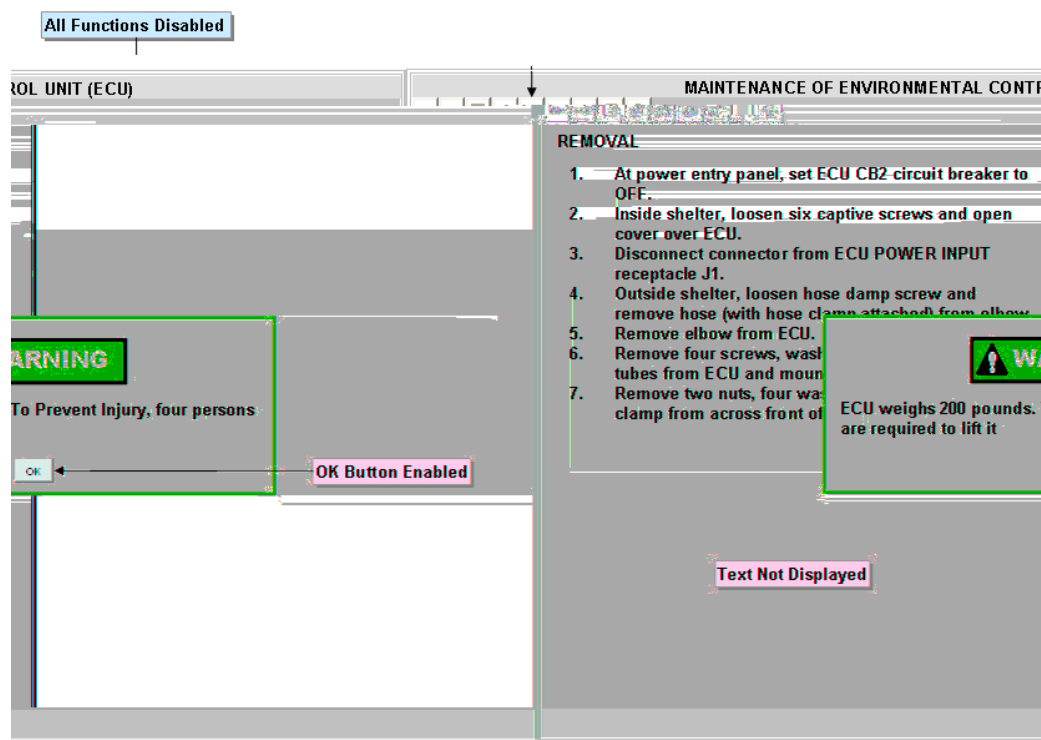 All Functions Disabled
ROL UNIT (ECU)
MAINTENANCE OF ENVIRONMENTAL CONTR
REMOVAL
1. At power entry panel, set ECU CB2 circuit breaker to
OFF.
2. Inside shelter, loosen six captive screws and open
cover over ECU.
3. Disconnect connector from ECU POWER INPUT
receptacle J1.
4. Outside shelter, loosen hose damp screw and
remove hose (with hose clamp attached) from elbow
5. Remove elbow from ECU.
6. Remove four screws, wash
tubes from ECU and moun
7. Remove two nuts, four wa
clamp from across front of
ARNING
To Prevent Injury, four persons
OK
OK Button Enabled
WA
ECU weighs 200 pounds.
are required to lift it
Text Not Displayed